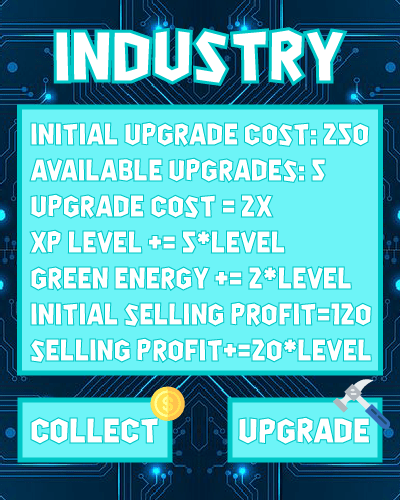 INDUSTRY
INITIAL UPGRADE COST: 250
AVAILABLE UPGRADES: 5
UPGRADE COST = 2X
XP LEVEL += 5*LEVEL
GREEN ENERGY += 2*LEVEL
INITIAL SELLING PROFIT=120
SELLING PROFIT+=20*LEVEL
COLLECT
UPGRADE